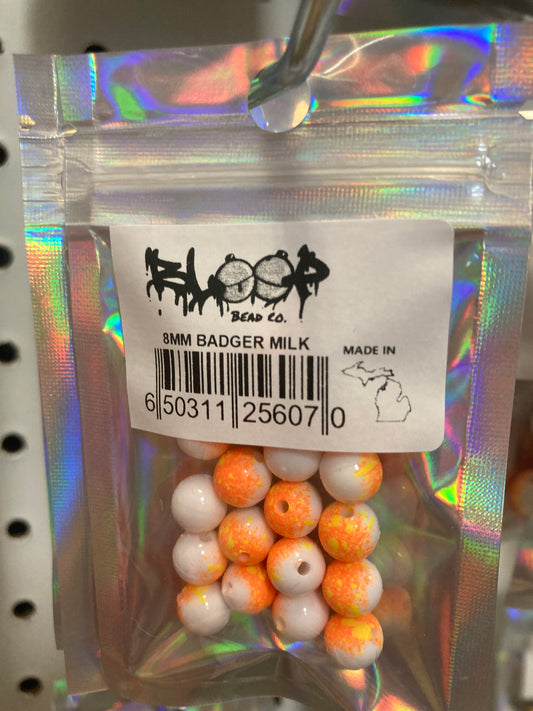 BLOOP
BEAD CO.
8MM BADGER MILK
MADE IN
6 50311 25607 0